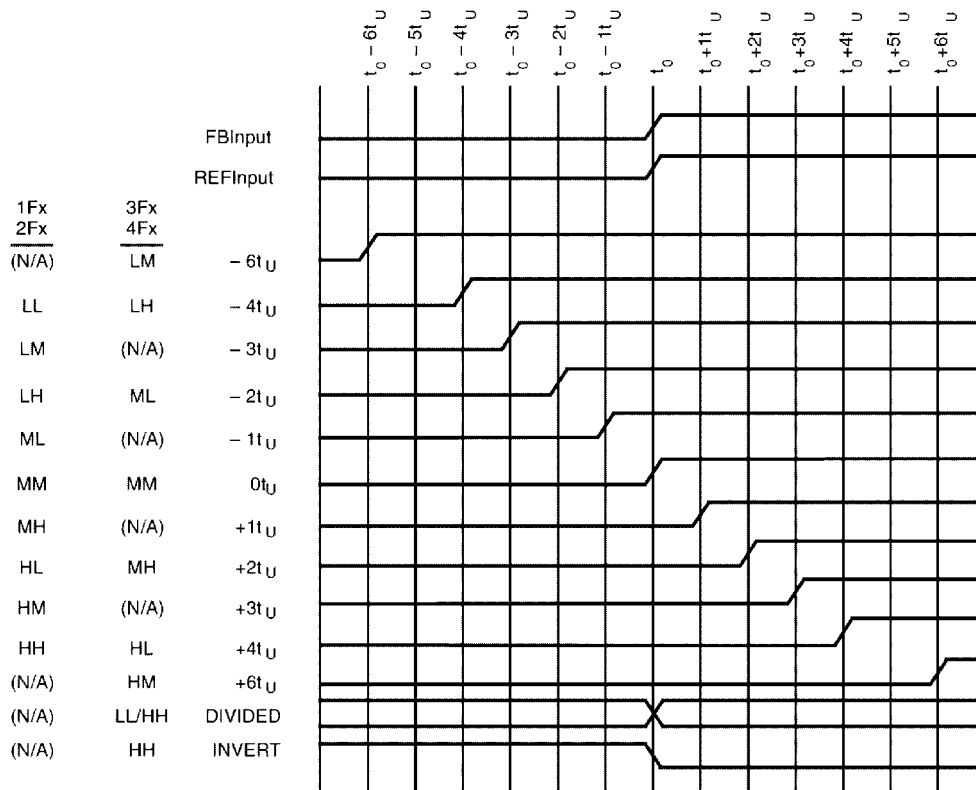 t0 – 6tU t0 – 5tU t0 – 4tU t0 – 3tU t0 – 2tU t0 – 1tU t0 t0+1tU t0+2tU t0+3tU t0+4tU t0+5tU t0+6tU
FBInput
REFInput
1Fx 3Fx
2Fx 4Fx
(N/A) LM – 6tU
LL LH – 4tU
LM (N/A) – 3tU
LH ML – 2tU
ML (N/A) – 1tU
MM MM 0tU
MH (N/A) +1tU
HL MH +2tU
HM (N/A) +3tU
HH HL +4tU
(N/A) HM +6tU
(N/A) LL/HH DIVIDED
(N/A) HH INVERT